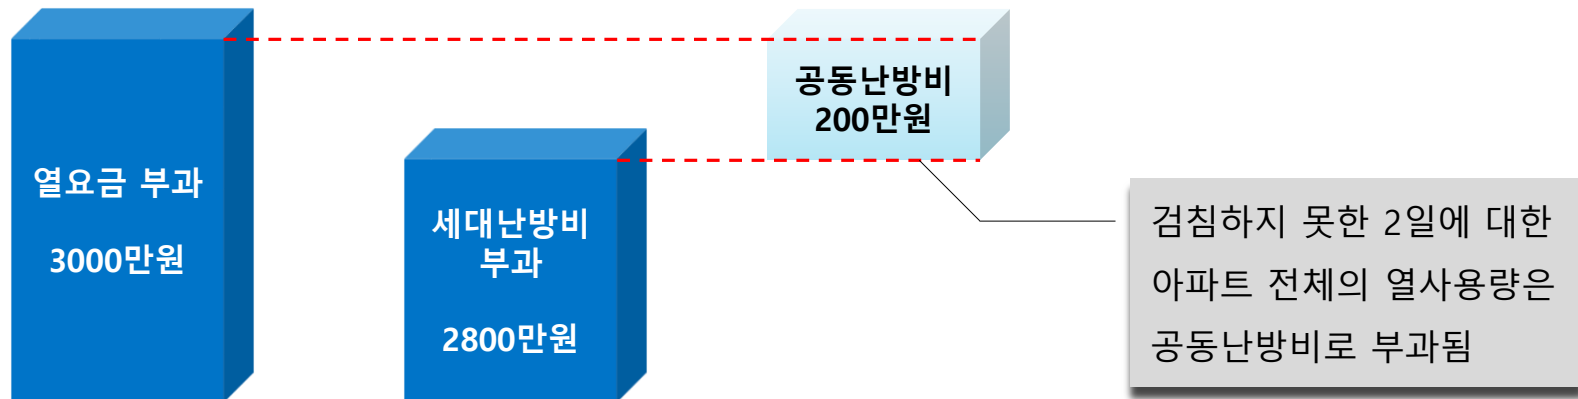 열요금 부과
3000만원
세대난방비
부과
2800만원
공동난방비
200만원
검침하지 못한 2일에 대한
아파트 전체의 열사용량은
공동난방비로 부과됨